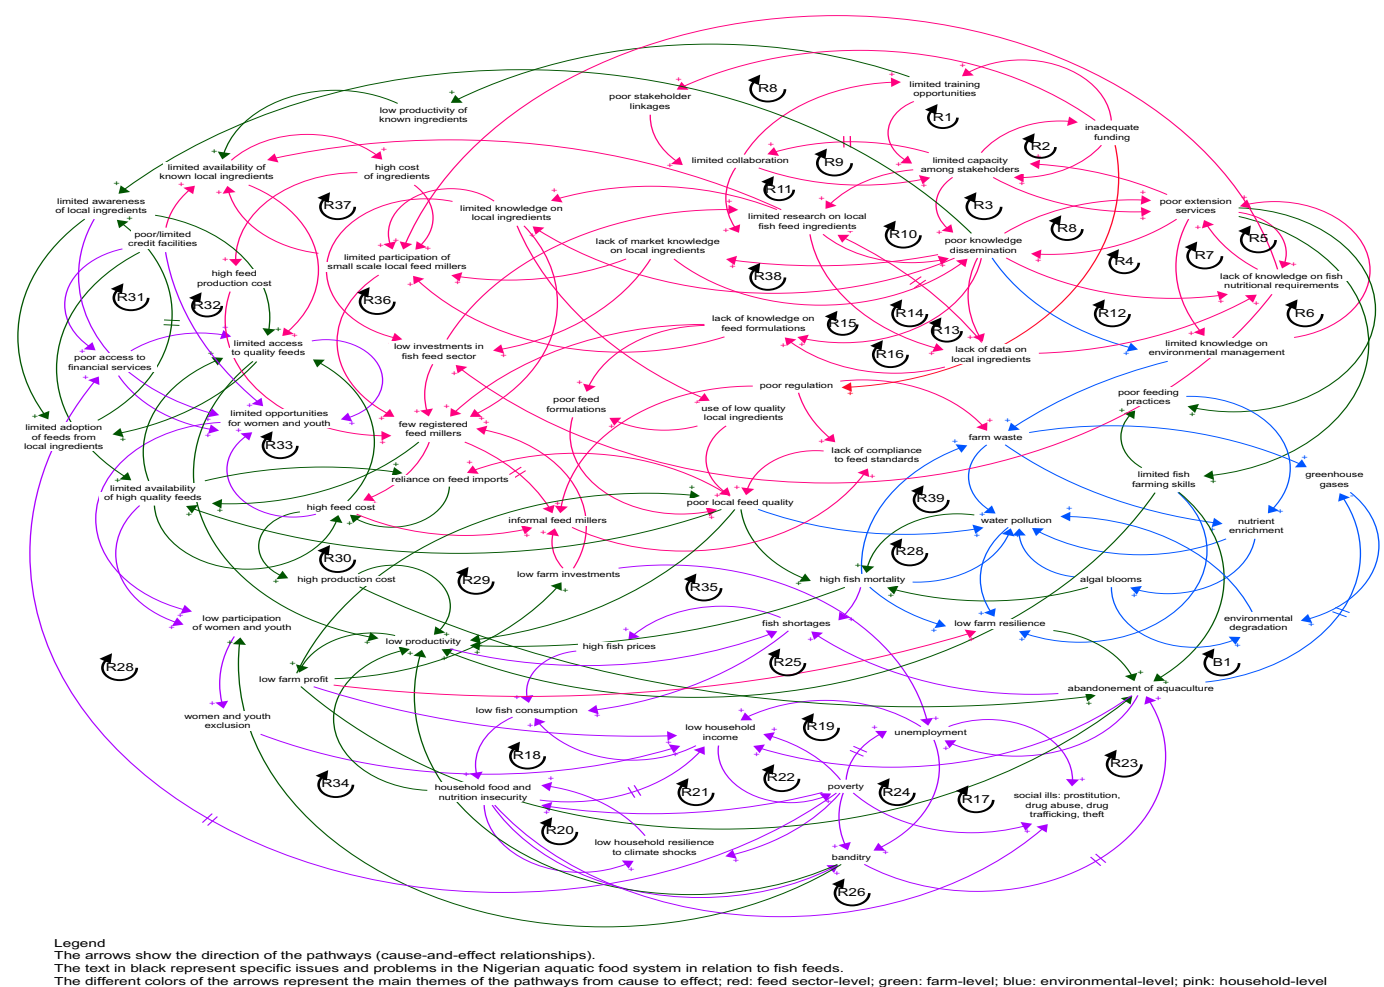 R8
limited training
opportunities
poor stakeholder
linkages
low productivity of
known ingredients
R1
inadequate
funding
R2
R9
limited collaboration
limited capacity
among stakeholders
limited availability of
known local ingredients
high cost
of ingredients
R11
R37
R3
limited awareness
of local ingredients
limited knowledge on
local ingredients
limited research on local
fish feed ingredients
poor extension
services
R10
R8
R5
poor/limited
credit facilities
lack of market knowledge
on local ingredients
poor knowledge
dissemination
R7
R4
limited participation of
small scale local feed millers
high feed
production cost
R38
lack of knowledge on fish
nutritional requirements
R31
R32
R36
R14
R12
R6
lack of knowledge on
feed formulations
R15
R13
limited access
to quality feeds
low investments in
fish feed sector
R16
lack of data on
local ingredients
limited knowledge on
environmental management
poor access to
financial services
poor regulation
poor feeding
practices
poor feed
formulations
use of low quality
local ingredients
limited opportunities
for women and youth
limited adoption
of feeds from
local ingredients
few registered
feed millers
farm waste
R33
lack of compliance
to feed standards
reliance on feed imports
limited fish
farming skills
greenhouse
gases
limited availability
of high quality feeds
high feed cost
poor local feed quality
R39
informal feed millers
water pollution
nutrient
enrichment
R30
R29
R28
high production cost
low farm investments
R35
high fish mortality
algal blooms
low participation
of women and youth
fish shortages
low farm resilience
environmental
degradation
low productivity
high fish prices
R28
R25
B1
low farm profit
abandonement of aquaculture
women and youth
exclusion
low fish consumption
low household
income
R19
unemployment
R18
R34
R22
R23
household food and
nutrition insecurity
R21
poverty
R24
R17
social ills: prostitution,
drug abuse, drug
trafficking, theft
R20
low household resilience
to climate shocks
banditry
R26
Legend
The arrows show the direction of the pathways (cause-and-effect relationships).
The text in black represent specific issues and problems in the Nigerian aquatic food system in relation to fish feeds.
The different colors of the arrows represent the main themes of the pathways from cause to effect; red: feed sector-level; green: farm-level; blue: environmental-level; pink: household-level